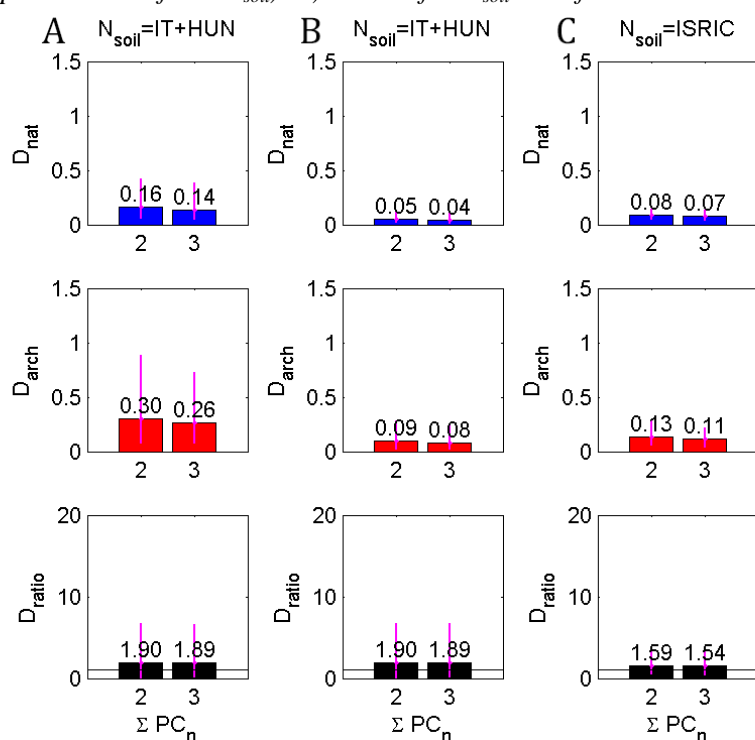 A N_soil=IT+HUN B N_soil=IT+HUN C N_soil=ISRIC
1.5 1.5 1.5
1 1 1
D_nat D_nat D_nat
0.5 0.5 0.5
0.16 0.14 0.05 0.04 0.08 0.07
0 0 0
2 3 2 3 2 3
1.5 1.5 1.5
1 1 1
D_arch D_arch D_arch
0.5 0.5 0.5
0.30 0.26 0.09 0.08 0.13 0.11
0 0 0
2 3 2 3 2 3
20 20 20
D_ratio D_ratio D_ratio
10 10 10
1.90 1.89 1.90 1.89 1.59 1.54
0 0 0
2 3 2 3 2 3
Σ PC_n Σ PC_n Σ PC_n